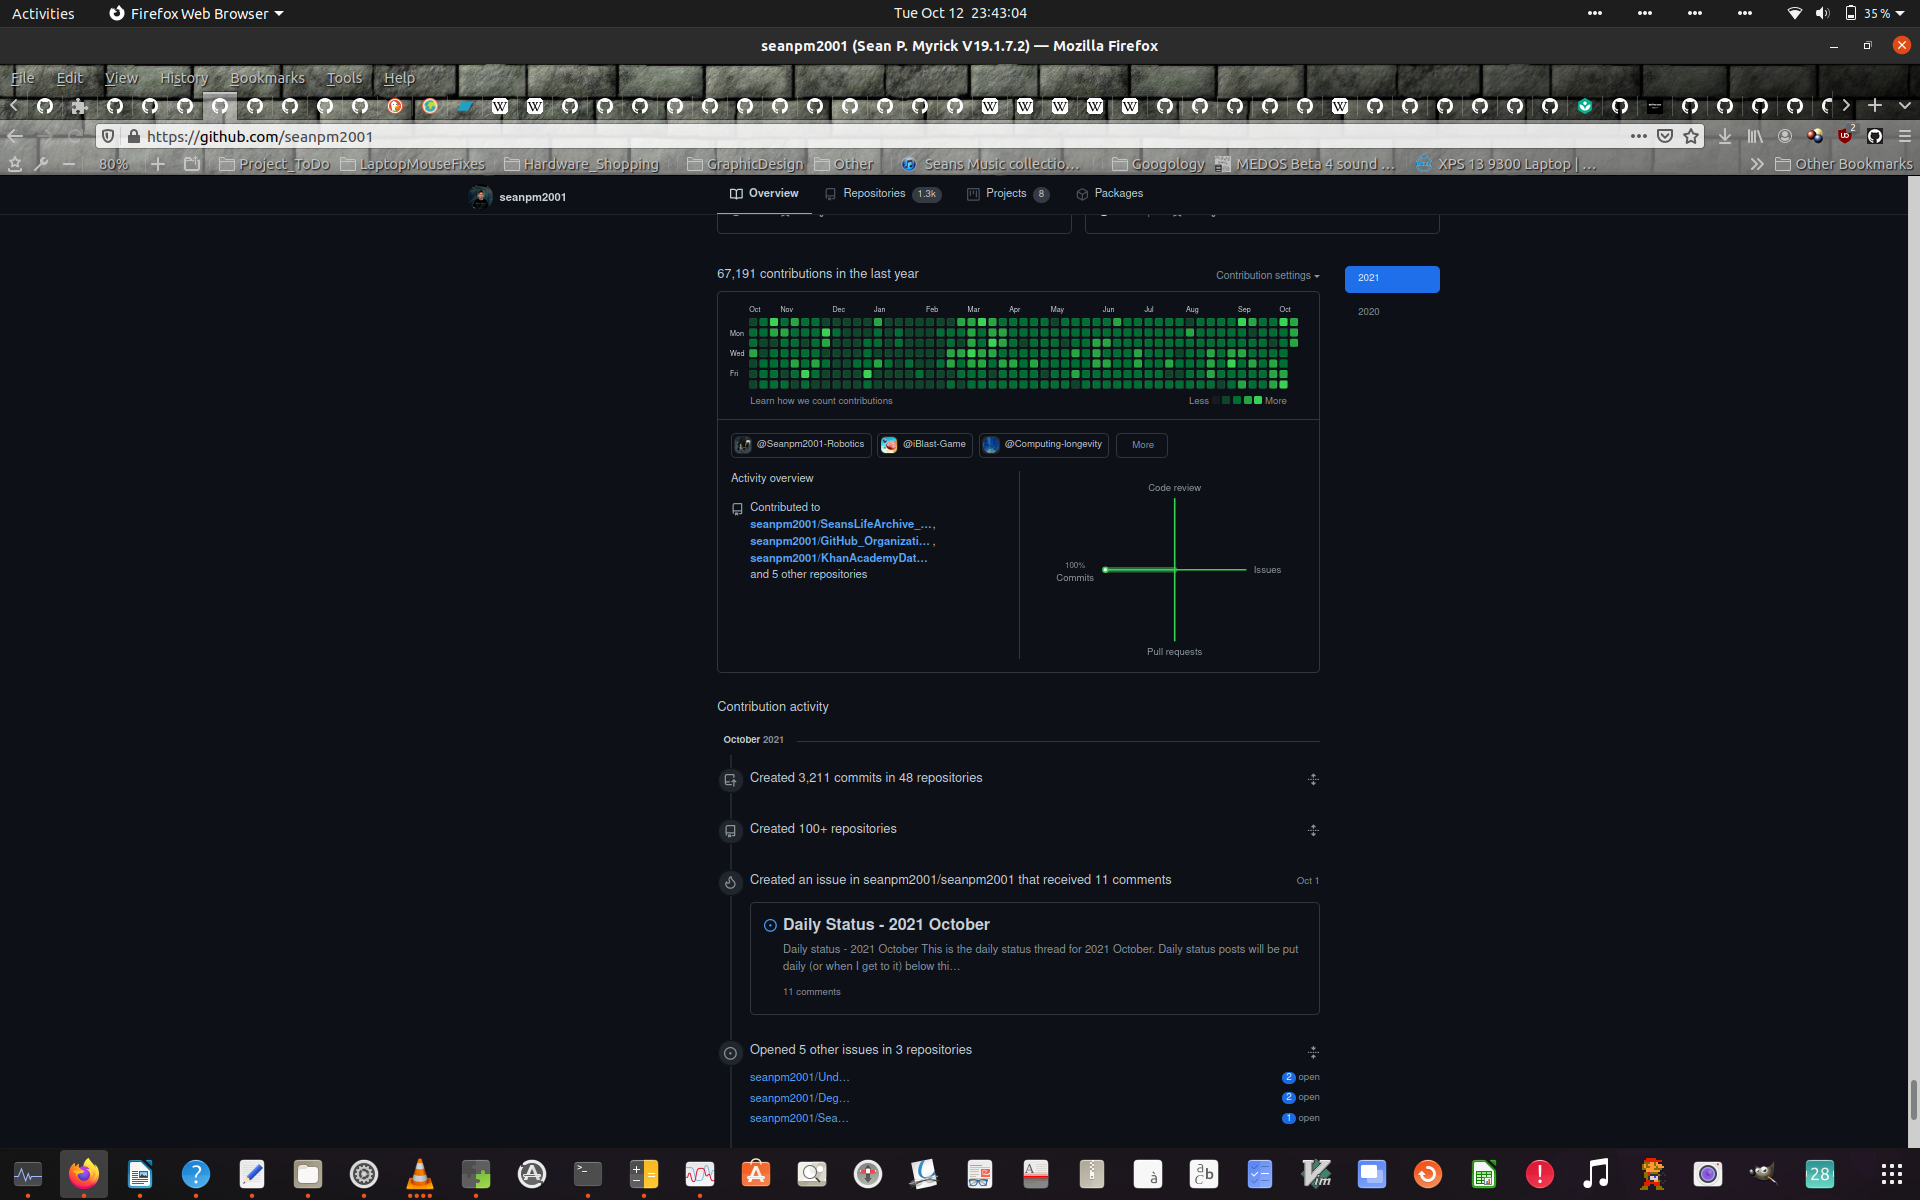 Activities
Firefox Web Browser
Tue Oct 12 23:43:04
35 %
seanpm2001 (Sean P. Myrick V19.1.7.2) — Mozilla Firefox
File Edit View History Bookmarks Tools Help
https://github.com/seanpm2001
2
80%
Project_ToDo
LaptopMouseFixes
Hardware_Shopping
GraphicDesign
Other
Seans Music collectio…
Googology
MEDOS Beta 4 sound …
XPS 13 9300 Laptop | …
Other Bookmarks
seanpm2001
Overview
Repositories 1.3k
Projects 8
Packages
67,191 contributions in the last year
Contribution settings
2021
2020
Oct Nov Dec Jan Feb Mar Apr May Jun Jul Aug Sep Oct
Mon
Wed
Fri
Learn how we count contributions
Less More
@Seanpm2001-Robotics
@iBlast-Game
@Computing-longevity
More
Activity overview
Contributed to
seanpm2001/SeansLifeArchive_…,
seanpm2001/GitHub_Organizati… ,
seanpm2001/KhanAcademyDat…
and 5 other repositories
Code review
100%
Commits
Issues
Pull requests
Contribution activity
October 2021
Created 3,211 commits in 48 repositories
Created 100+ repositories
Created an issue in seanpm2001/seanpm2001 that received 11 comments
Oct 1
Daily Status - 2021 October
Daily status - 2021 October This is the daily status thread for 2021 October. Daily status posts will be put
daily (or when I get to it) below thi…
11 comments
Opened 5 other issues in 3 repositories
seanpm2001/Und…
2 open
seanpm2001/Deg…
2 open
seanpm2001/Sea…
1 open
28